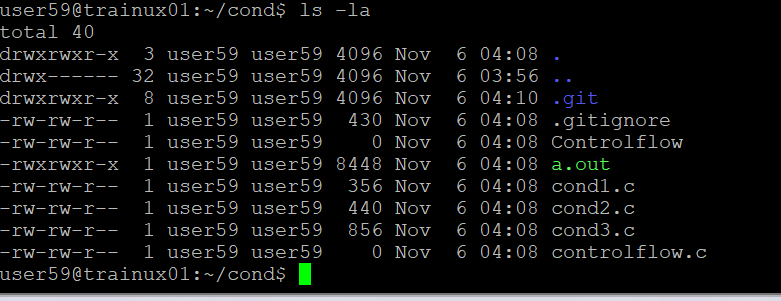 user59@trainux01:~/cond$ ls -la
total 40
drwxrwxr-x  3 user59 user59 4096 Nov  6 04:08 .
drwx------ 32 user59 user59 4096 Nov  6 03:56 ..
drwxrwxr-x  8 user59 user59 4096 Nov  6 04:10 .git
-rw-rw-r--  1 user59 user59  430 Nov  6 04:08 .gitignore
-rw-rw-r--  1 user59 user59    0 Nov  6 04:08 Controlflow
-rwxrwxr-x  1 user59 user59 8448 Nov  6 04:08 a.out
-rw-rw-r--  1 user59 user59  356 Nov  6 04:08 cond1.c
-rw-rw-r--  1 user59 user59  440 Nov  6 04:08 cond2.c
-rw-rw-r--  1 user59 user59  856 Nov  6 04:08 cond3.c
-rw-rw-r--  1 user59 user59    0 Nov  6 04:08 controlflow.c
user59@trainux01:~/cond$